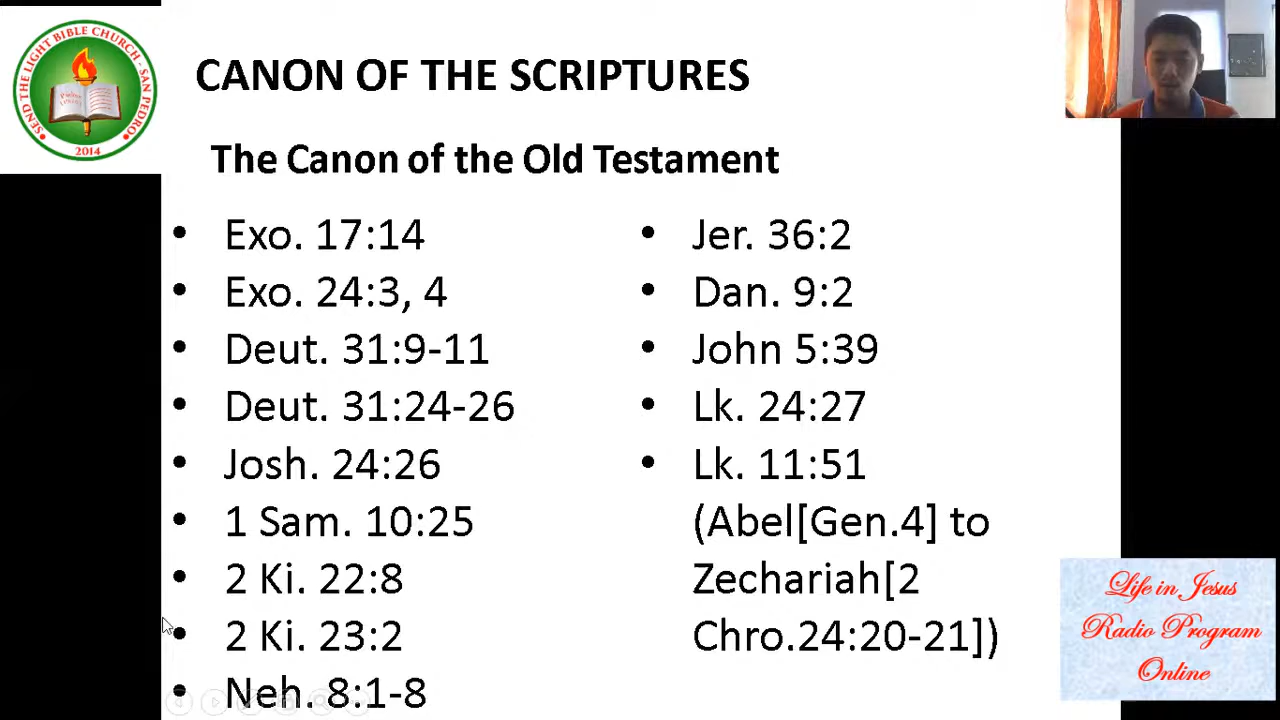 SEND THE LIGHT BIBLE CHURCH - SAN PEDRO
2014
CANON OF THE SCRIPTURES
The Canon of the Old Testament
• Exo. 17:14
• Exo. 24:3, 4
• Deut. 31:9-11
• Deut. 31:24-26
• Josh. 24:26
• 1 Sam. 10:25
• 2 Ki. 22:8
• 2 Ki. 23:2
• Neh. 8:1-8
• Jer. 36:2
• Dan. 9:2
• John 5:39
• Lk. 24:27
• Lk. 11:51
(Abel[Gen.4] to
Zechariah[2
Chro.24:20-21])
Life in Jesus
Radio Program
Online